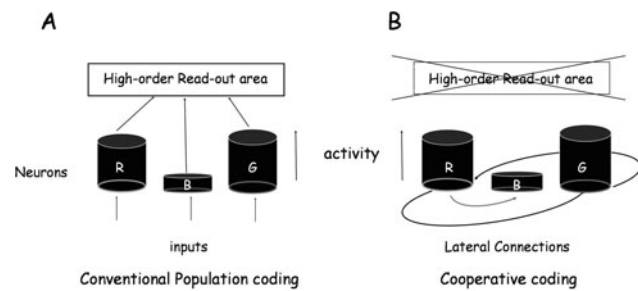 A
High-order Read-out area
Neurons
R
B
G
activity
inputs
Conventional Population coding
B
High-order Read-out area
R
B
G
Lateral Connections
Cooperative coding